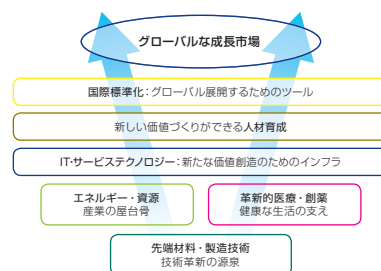 グローバルな成長市場
国際標準化：グローバル展開するためのツール
新しい価値づくりができる人材育成
IT・サービステクノロジー：新たな価値創造のためのインフラ
エネルギー・資源
産業の屋台骨
革新的医療・創薬
健康な生活の支え
先端材料・製造技術
技術革新の源泉